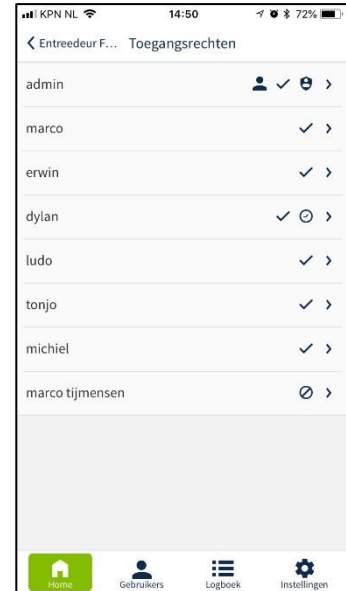 KPN NL 14:50 72%
Entreedeur F... Toegangsrechten
admin
marco
erwin
dylan
ludo
tonjo
michiel
marco tijmensen
Home Gebruikers Logboek Instellingen